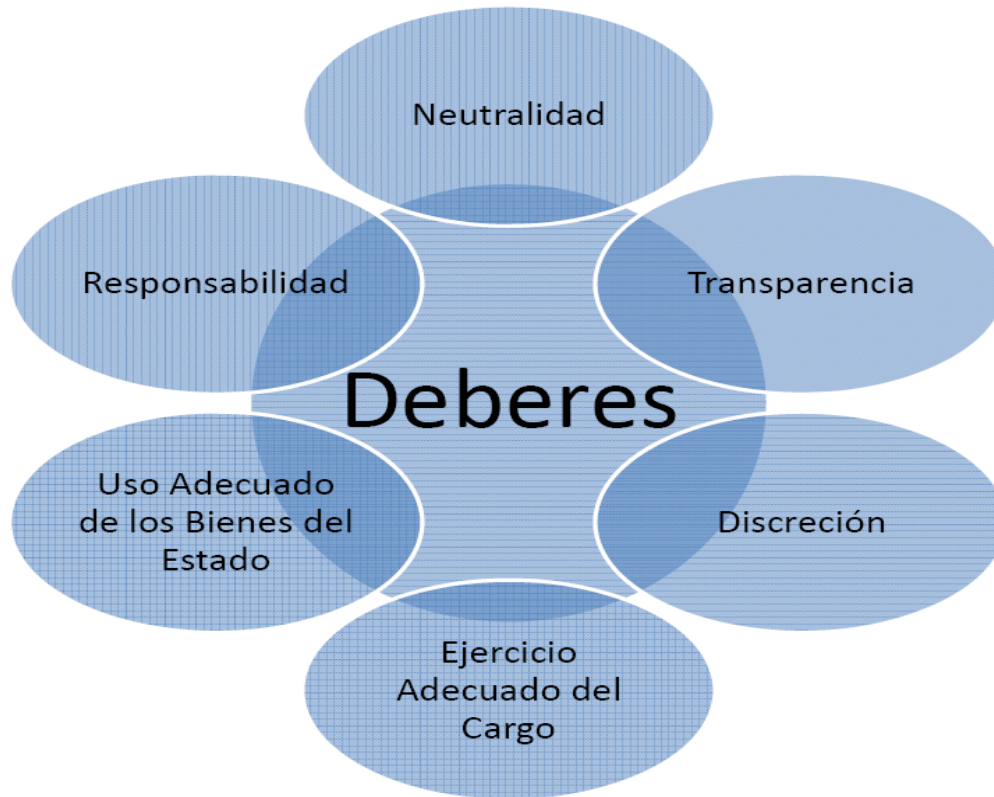 Neutralidad
Responsabilidad
Transparencia
Deberes
Uso Adecuado
de los Bienes del
Estado
Discreción
Ejercicio
Adecuado del
Cargo